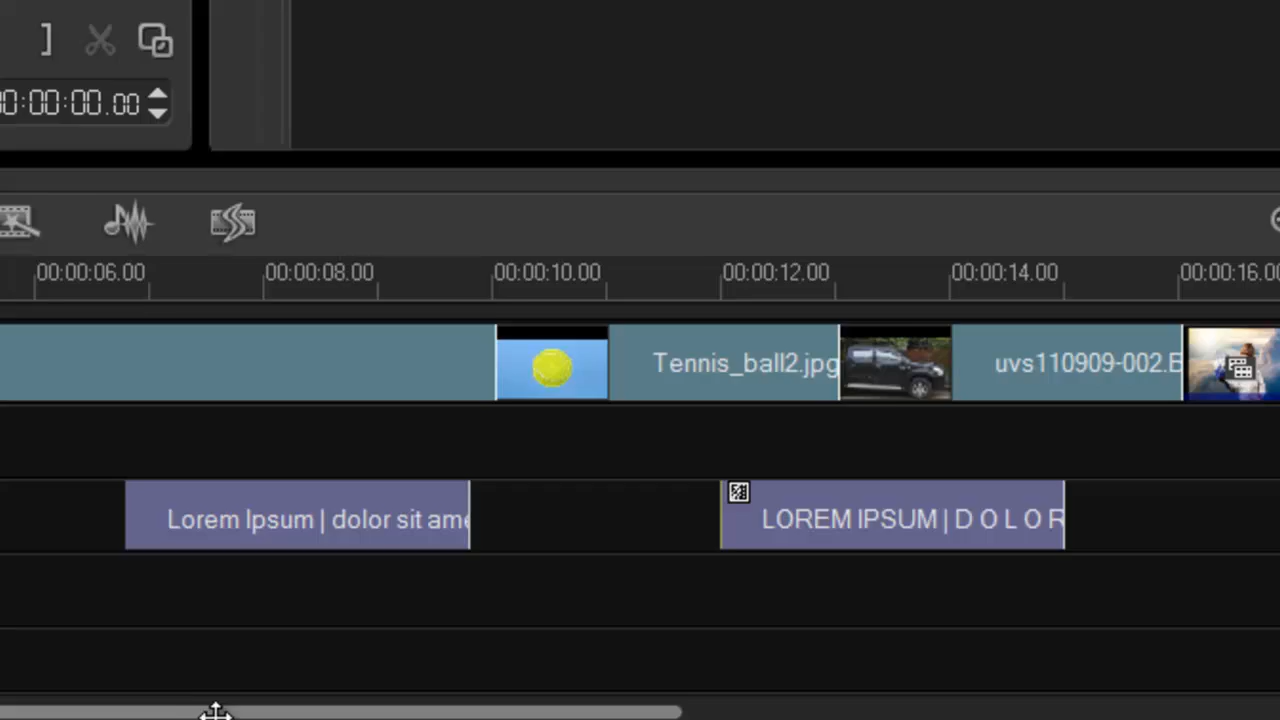 00:00:00.00
00:00:06.00 00:00:08.00 00:00:10.00 00:00:12.00 00:00:14.00 00:00:16.00
Tennis_ball2.jpg uvs110909-002.B
Lorem Ipsum | dolor sit ame LOREM IPSUM | D O L O R